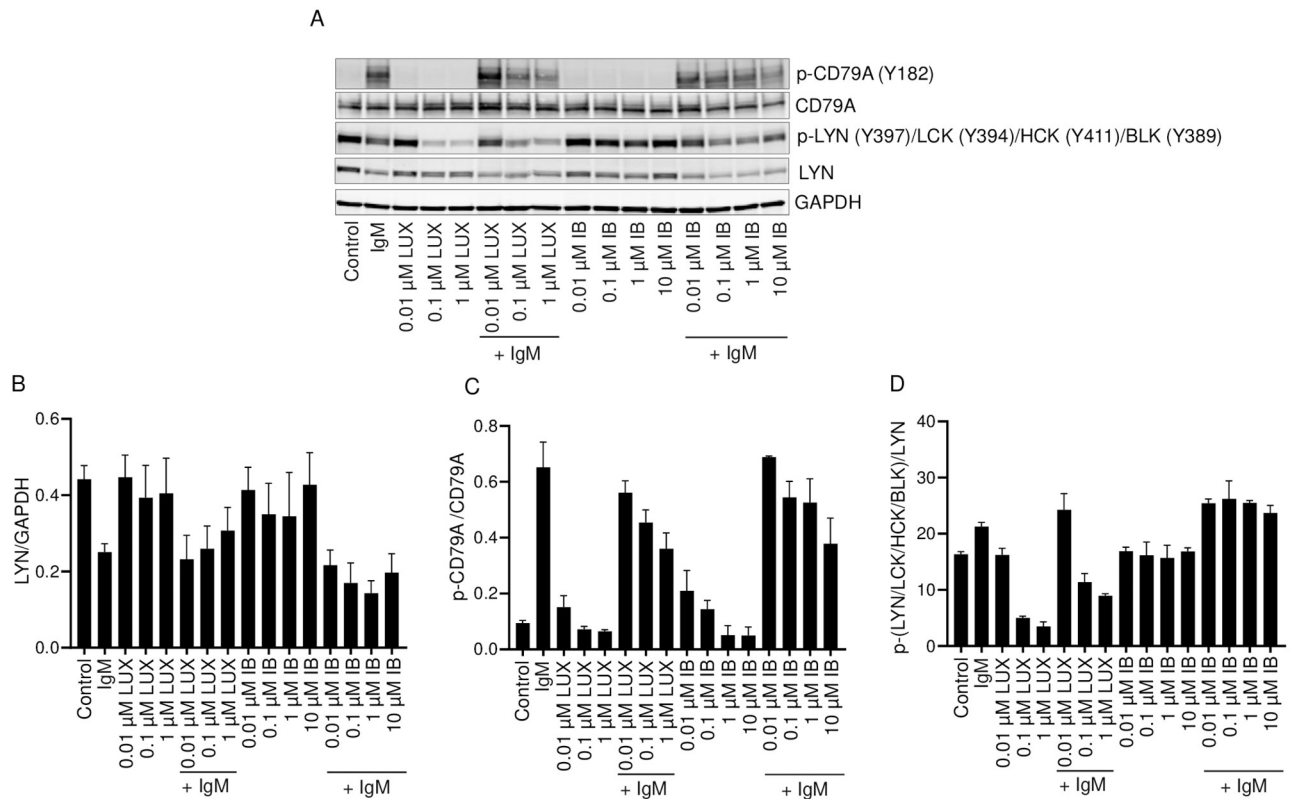 A
p-CD79A (Y182)
CD79A
p-LYN (Y397)/LCK (Y394)/HCK (Y411)/BLK (Y389)
LYN
GAPDH
Control
IgM
0.01 µM LUX
0.1 µM LUX
1 µM LUX
0.01 µM LUX
0.1 µM LUX
1 µM LUX
0.01 µM IB
0.1 µM IB
1 µM IB
10 µM IB
0.01 µM IB
0.1 µM IB
1 µM IB
10 µM IB
+ IgM
+ IgM
B
LYN/GAPDH
0.6
0.4
0.2
0.0
Control
IgM
0.01 µM LUX
0.1 µM LUX
1 µM LUX
0.01 µM LUX
0.1 µM LUX
1 µM LUX
0.01 µM IB
0.1 µM IB
1 µM IB
10 µM IB
0.01 µM IB
0.1 µM IB
1 µM IB
10 µM IB
+ IgM
+ IgM
C
p-CD79A /CD79A
0.8
0.6
0.4
0.2
0.0
Control
IgM
0.01 µM LUX
0.1 µM LUX
1 µM LUX
0.01 µM LUX
0.1 µM LUX
1 µM LUX
0.01 µM IB
0.1 µM IB
1 µM IB
10 µM IB
0.01 µM IB
0.1 µM IB
1 µM IB
10 µM IB
+ IgM
+ IgM
D
p-(LYN/LCK/HCK/BLK)/LYN
40
30
20
10
0
Control
IgM
0.01 µM LUX
0.1 µM LUX
1 µM LUX
0.01 µM LUX
0.1 µM LUX
1 µM LUX
0.01 µM IB
0.1 µM IB
1 µM IB
10 µM IB
0.01 µM IB
0.1 µM IB
1 µM IB
10 µM IB
+ IgM
+ IgM